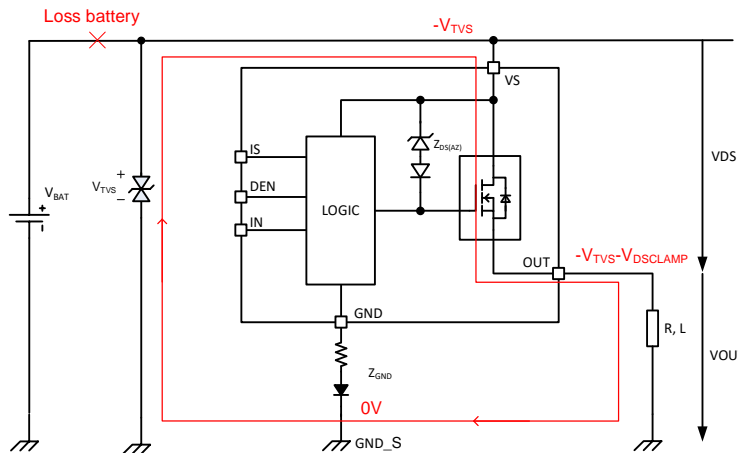 Loss battery
-VTVS
VS
IS
ZDS(AZ)
VDS
+
VTVS
–
DEN
VBAT
+
-
LOGIC
IN
OUT
-VTVS-VDSCLAMP
GND
R, L
VOU
ZGND
0V
GND_S